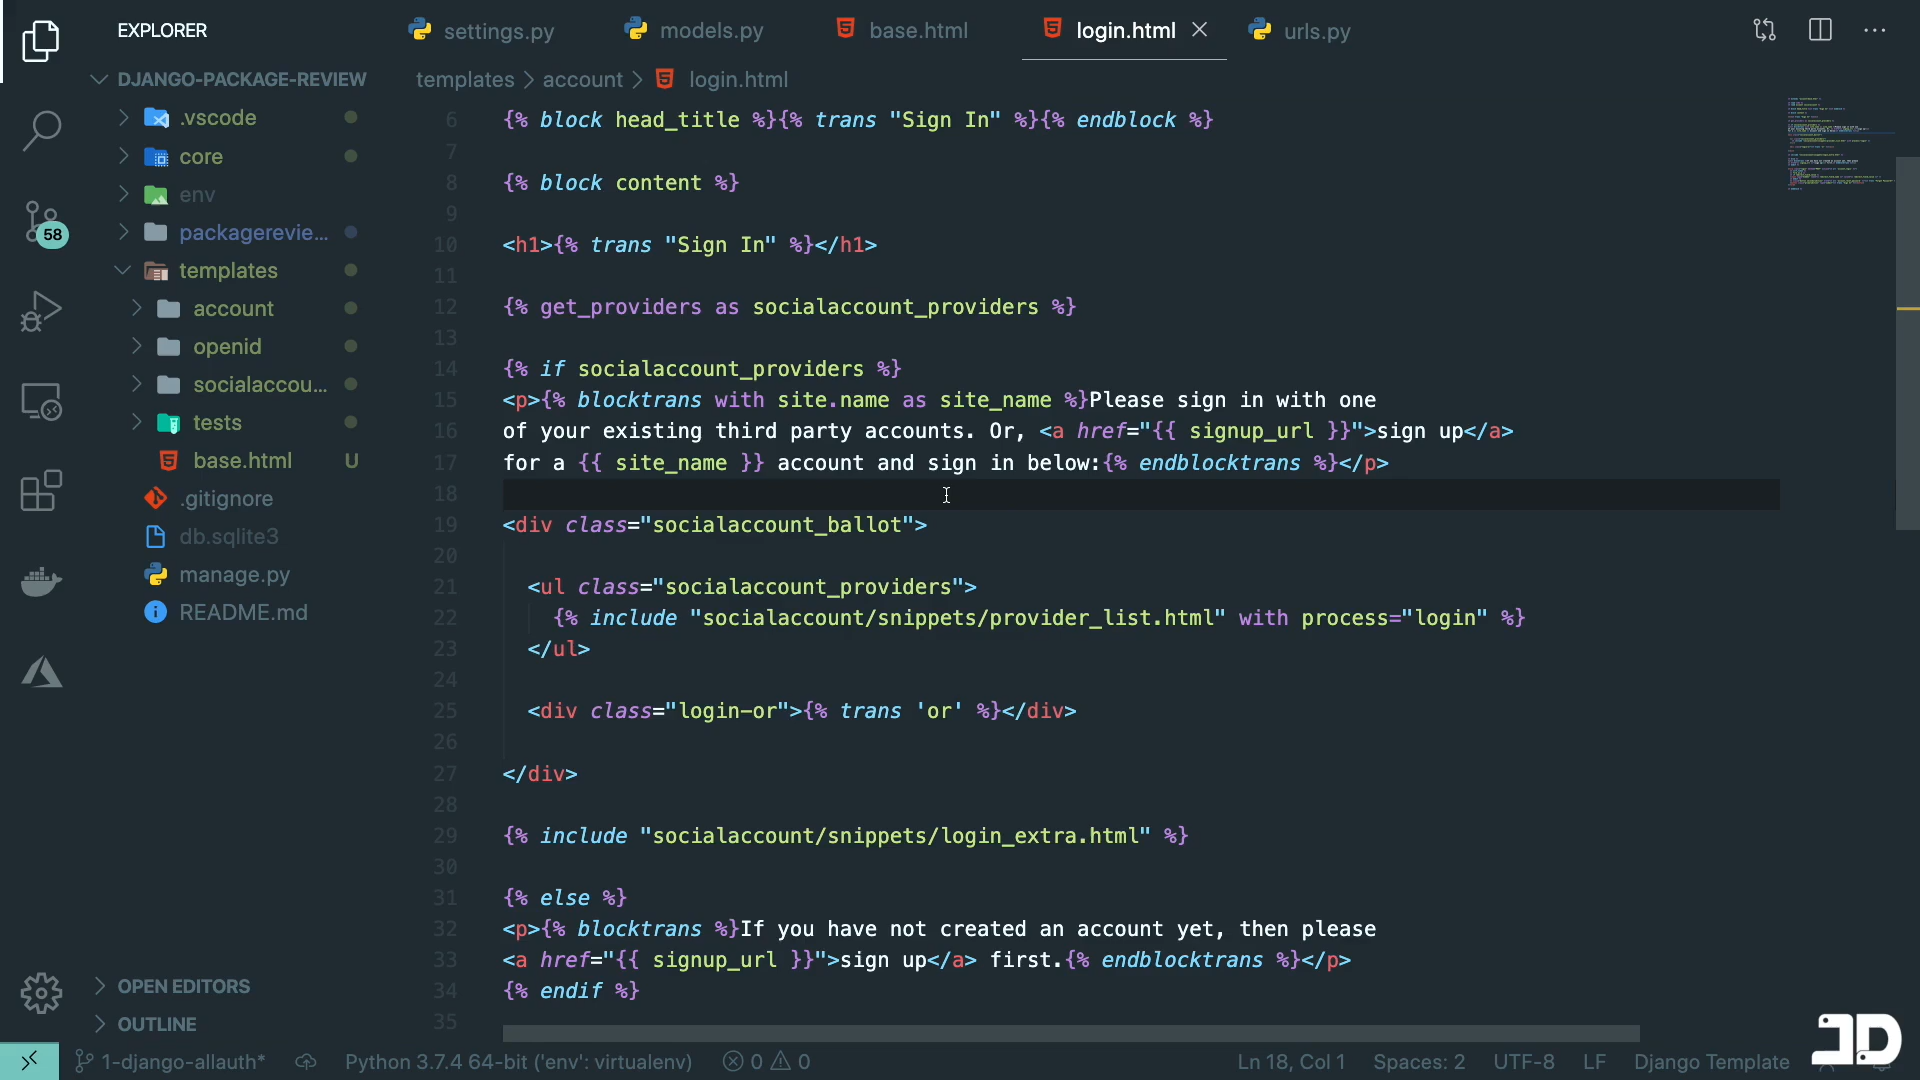 EXPLORER
settings.py
models.py
base.html
login.html
urls.py
DJANGO-PACKAGE-REVIEW
templates > account > login.html
.vscode
core
env
packagerevie...
templates
account
openid
socialaccou...
tests
base.html U
.gitignore
db.sqlite3
manage.py
README.md
58
6 {% block head_title %}{% trans "Sign In" %}{% endblock %}
7
8 {% block content %}
9
10 <h1>{% trans "Sign In" %}</h1>
11
12 {% get_providers as socialaccount_providers %}
13
14 {% if socialaccount_providers %}
15 <p>{% blocktrans with site.name as site_name %}Please sign in with one
16 of your existing third party accounts. Or, <a href="{{ signup_url }}">sign up</a>
17 for a {{ site_name }} account and sign in below:{% endblocktrans %}</p>
18
19 <div class="socialaccount_ballot">
20
21 <ul class="socialaccount_providers">
22 {% include "socialaccount/snippets/provider_list.html" with process="login" %}
23 </ul>
24
25 <div class="login-or">{% trans 'or' %}</div>
26
27 </div>
28
29 {% include "socialaccount/snippets/login_extra.html" %}
30
31 {% else %}
32 <p>{% blocktrans %}If you have not created an account yet, then please
33 <a href="{{ signup_url }}">sign up</a> first.{% endblocktrans %}</p>
34 {% endif %}
35
OPEN EDITORS
OUTLINE
1-django-allauth*
Python 3.7.4 64-bit ('env': virtualenv)
0 0
Ln 18, Col 1
Spaces: 2
UTF-8
LF
Django Template
JD